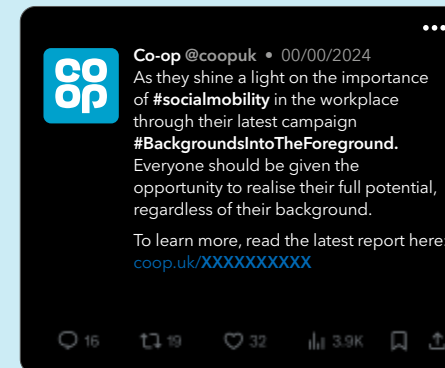 CO
OP
Co-op @coopuk • 00/00/2024
As they shine a light on the importance
of #socialmobility in the workplace
through their latest campaign
#BackgroundsIntoTheForeground.
Everyone should be given the
opportunity to realise their full potential,
regardless of their background.
To learn more, read the latest report here:
coop.uk/XXXXXXXXXX
16 19 32 3.9K